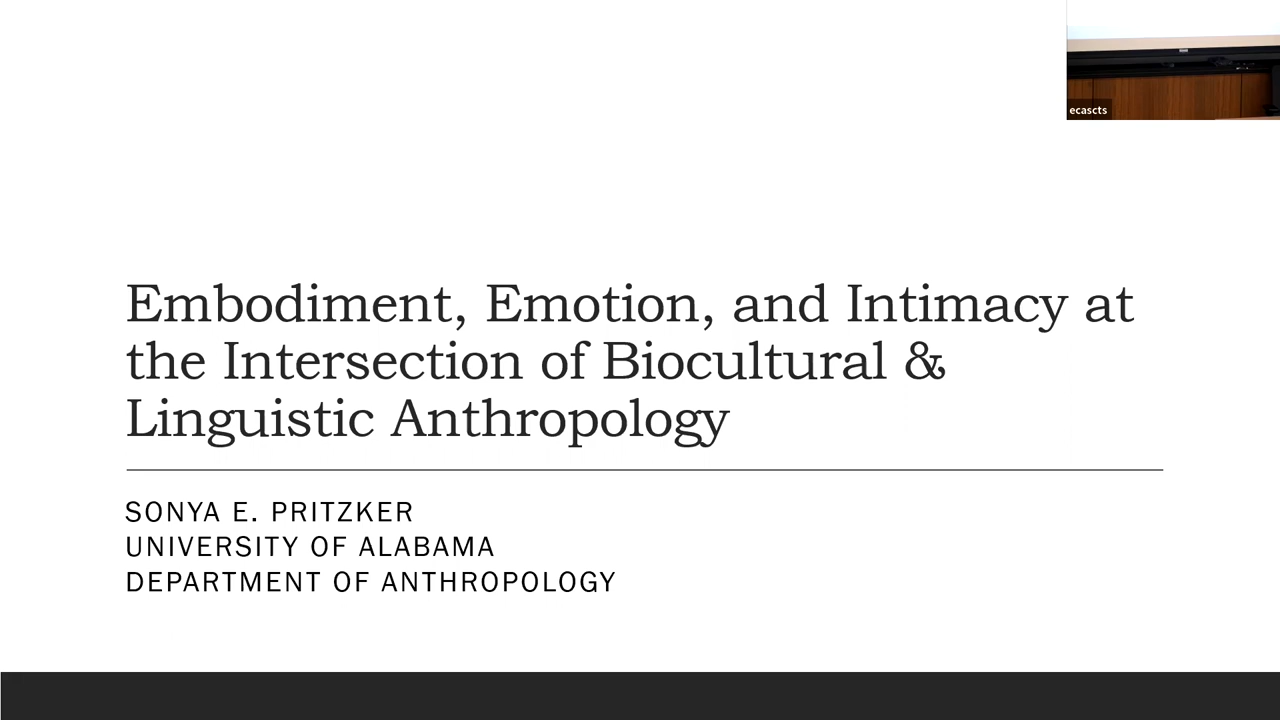 ecascts
Embodiment, Emotion, and Intimacy at
the Intersection of Biocultural &
Linguistic Anthropology
SONYA E. PRITZKER
UNIVERSITY OF ALABAMA
DEPARTMENT OF ANTHROPOLOGY